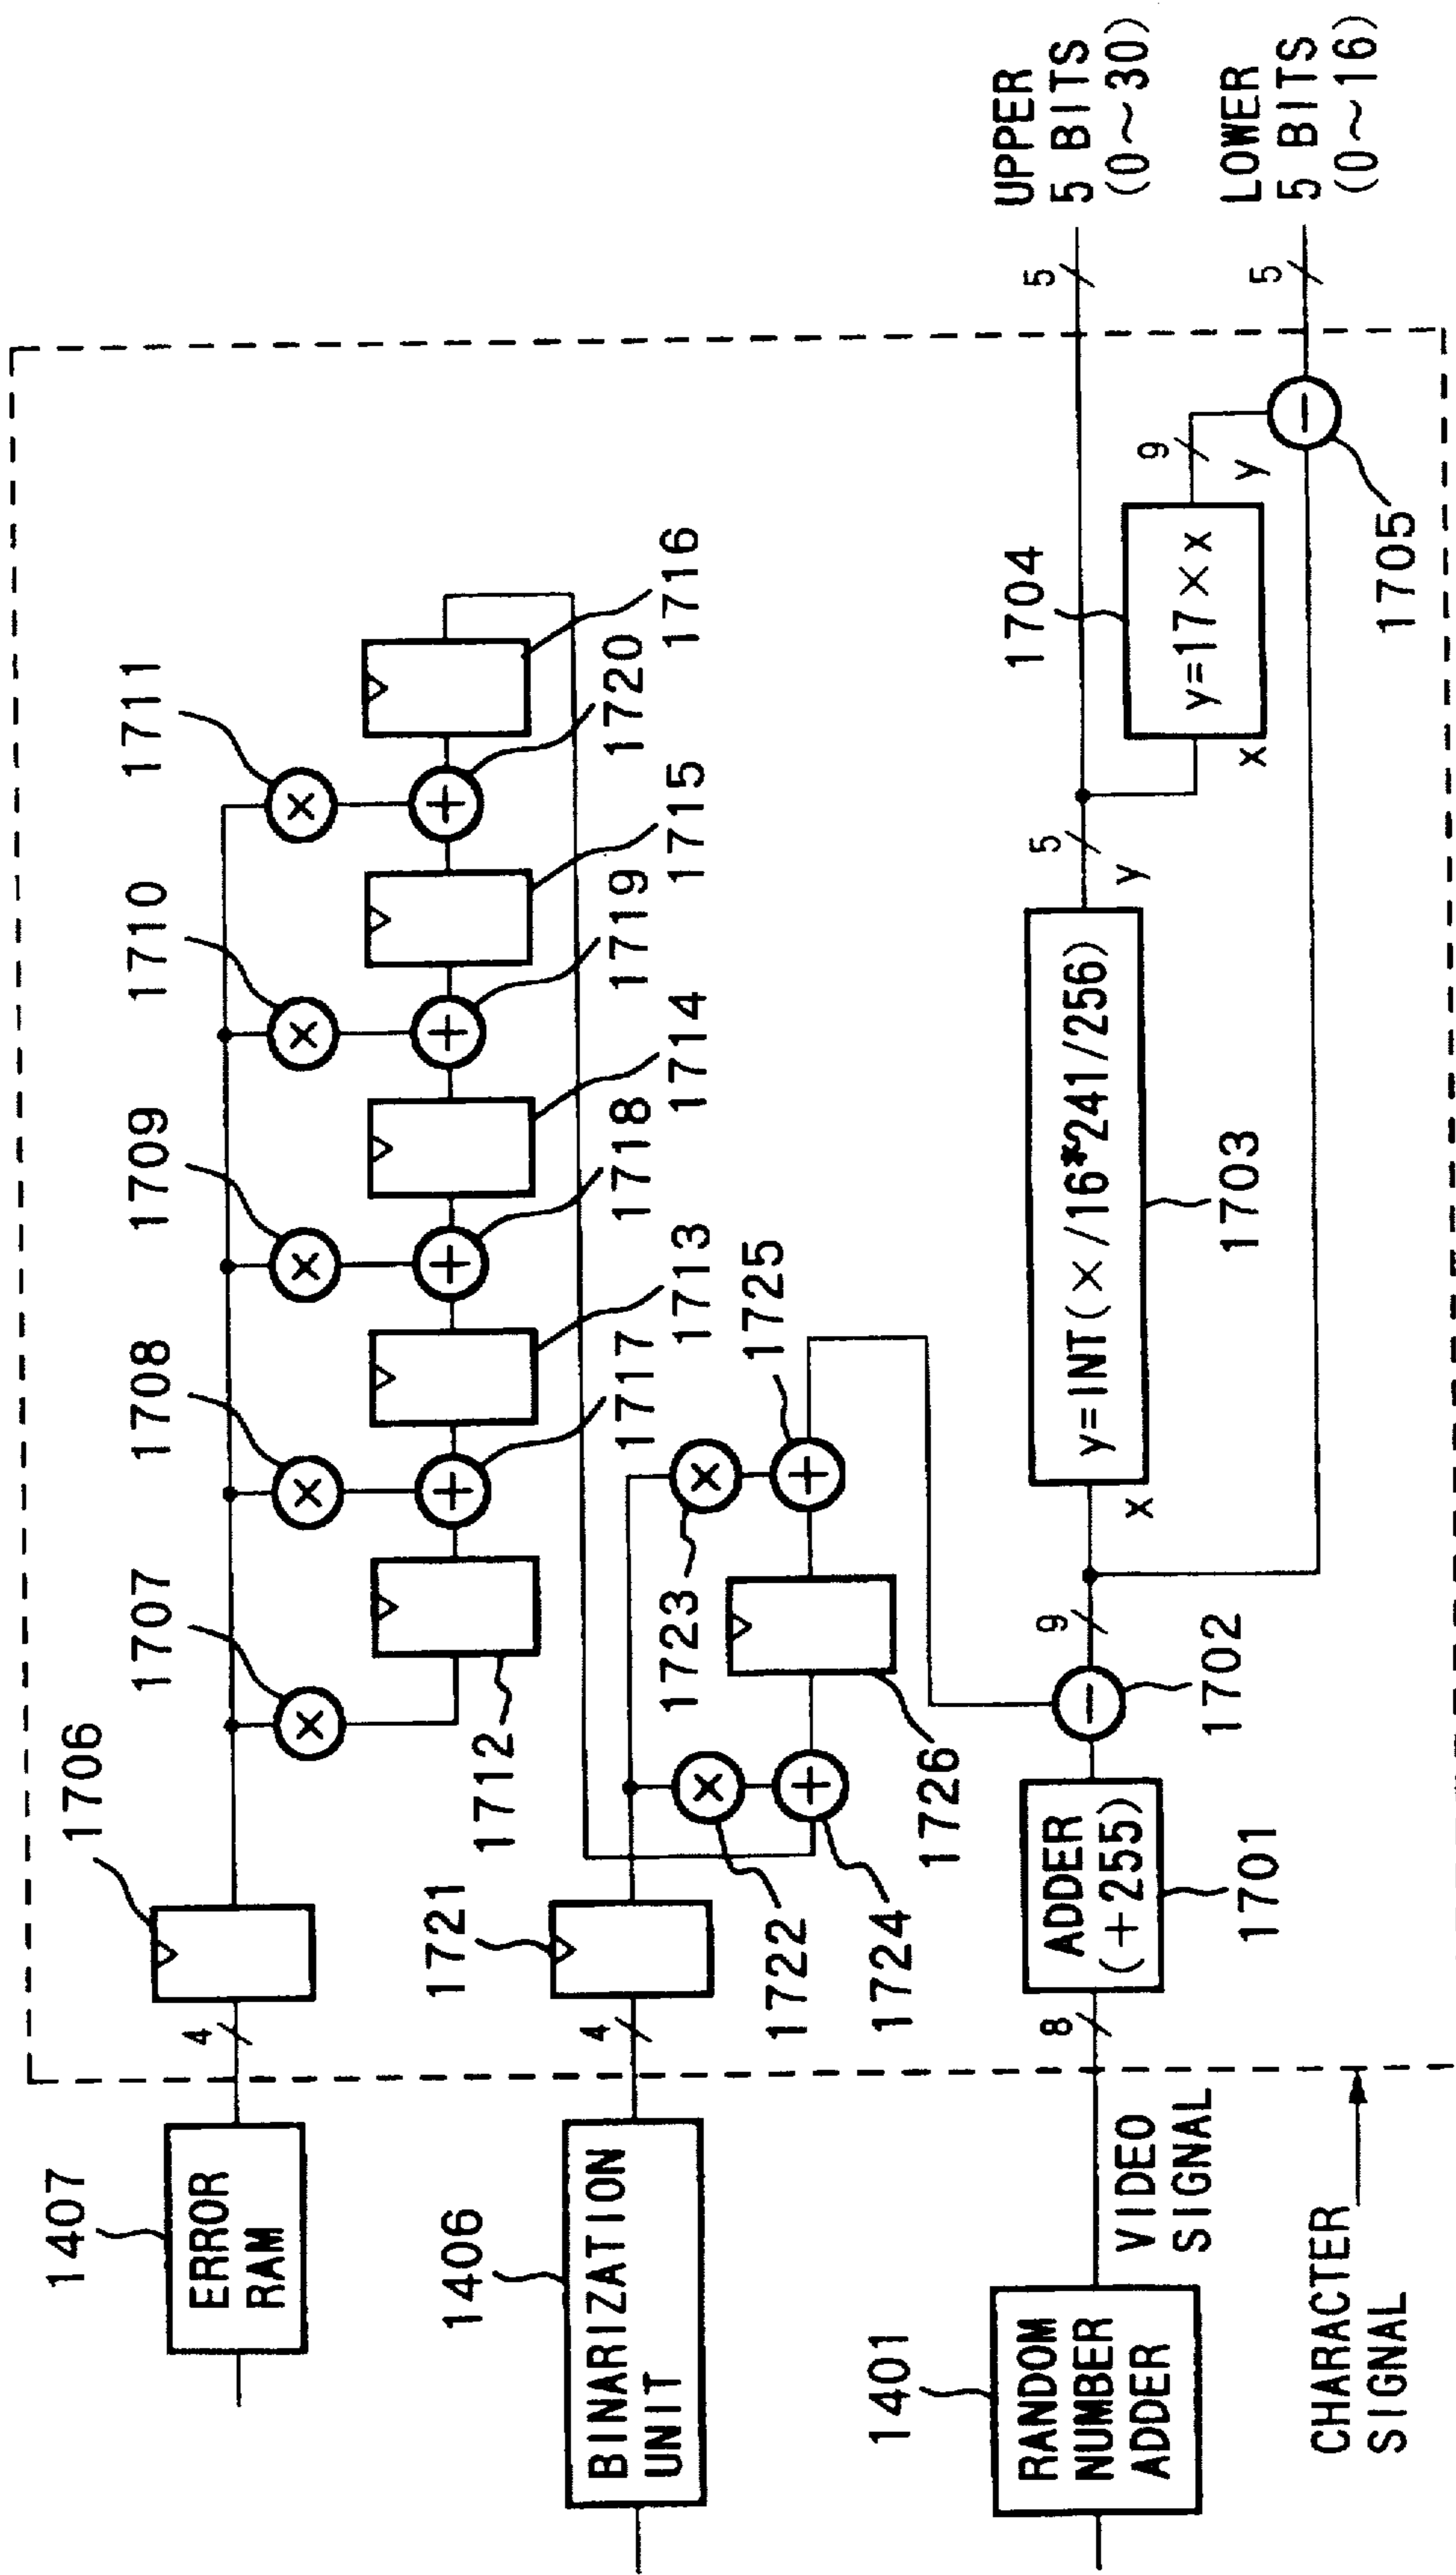 1407
ERROR
RAM
4
1706
1707
1708
1709
1710
1711
×
×
×
×
×
1712
1717
1713
1718
1714
1719
1715
1720
1716
+
+
+
+
1406
BINARIZATION
UNIT
4
1721
1722
×
1723
×
1724
+
1726
1725
+
1401
RANDOM
NUMBER
ADDER
VIDEO
SIGNAL
8
ADDER
(+255)
1701
−
1702
9
x
y=INT(×/16*241/256)
1703
5
y
1704
x
y=17×x
9
y
−
1705
5
UPPER
5 BITS
(0~30)
5
LOWER
5 BITS
(0~16)
CHARACTER
SIGNAL